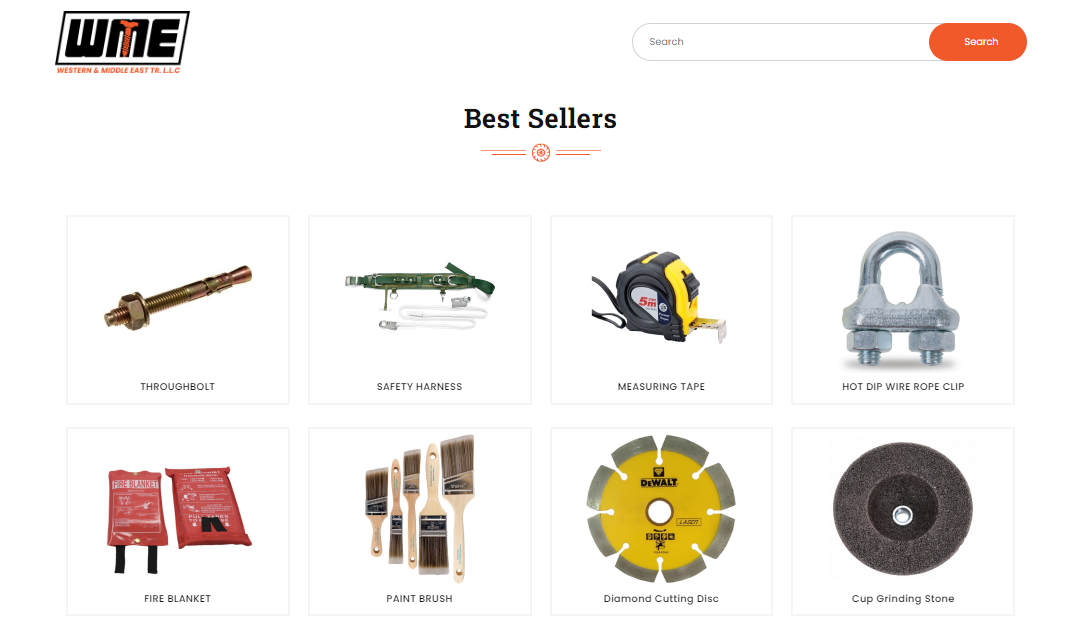 WME
WESTERN & MIDDLE EAST TR. L.L.C
Search
Search
Best Sellers
THROUGHBOLT
SAFETY HARNESS
5m
MEASURING TAPE
HOT DIP WIRE ROPE CLIP
FIRE BLANKET
FIRE BLANKET
PAINT BRUSH
DEWALT
LASER
Diamond Cutting Disc
Cup Grinding Stone